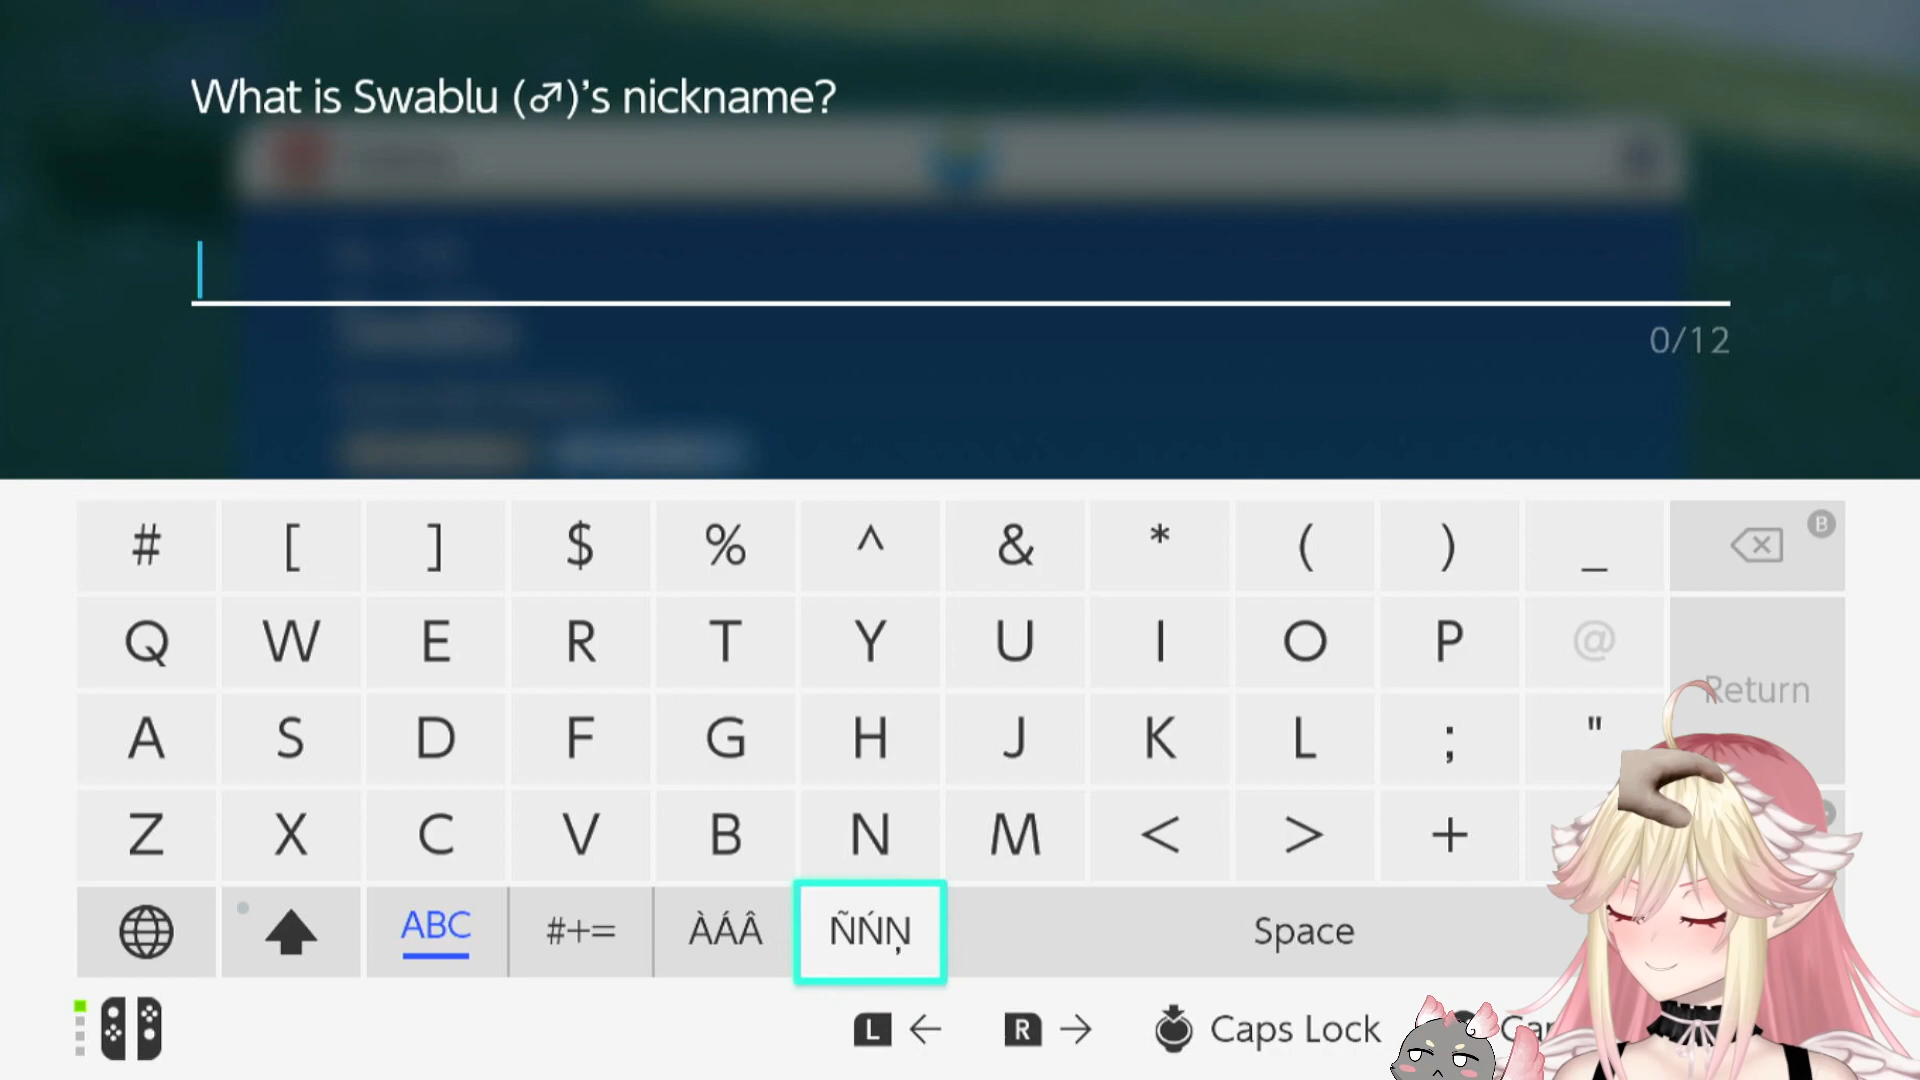 What is Swablu (♂)'s nickname?
0/12
# [ ] $ % ^ & * ( ) _ B
Q W E R T Y U I O P @
Return
A S D F G H J K L ; "
Z X C V B N M < > +
ABC #+= ÀÁÂ ÑŃŅ Space
L ← R → Caps Lock